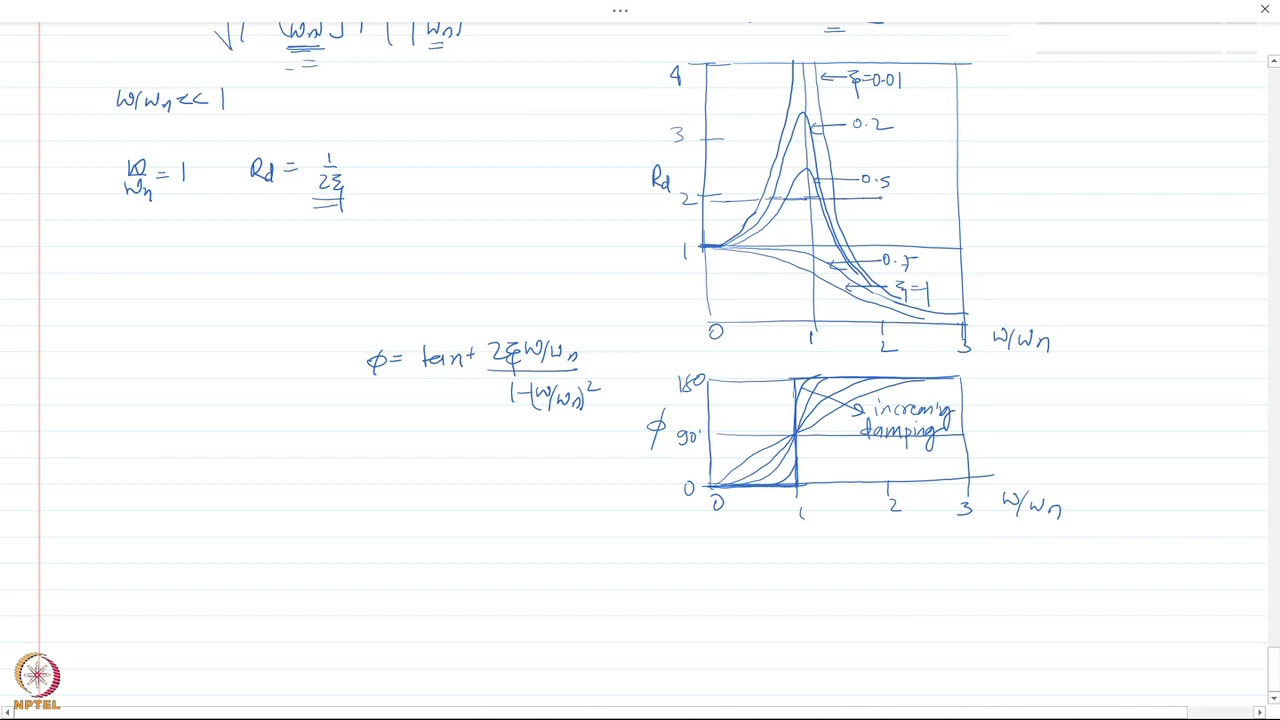 ω/ωn << 1
ω/ωn = 1 Rd = 1/2ξ
φ = tan⁻¹ 2ξω/ωn / 1-(ω/ωn)²
4
ξ=0.01
0.2
3
Rd
0.5
2
1
0.7
ξ=1
0 1 2 3 ω/ωn
180
increasing
φ 90°
damping
0
0 1 2 3 ω/ωn
NPTEL